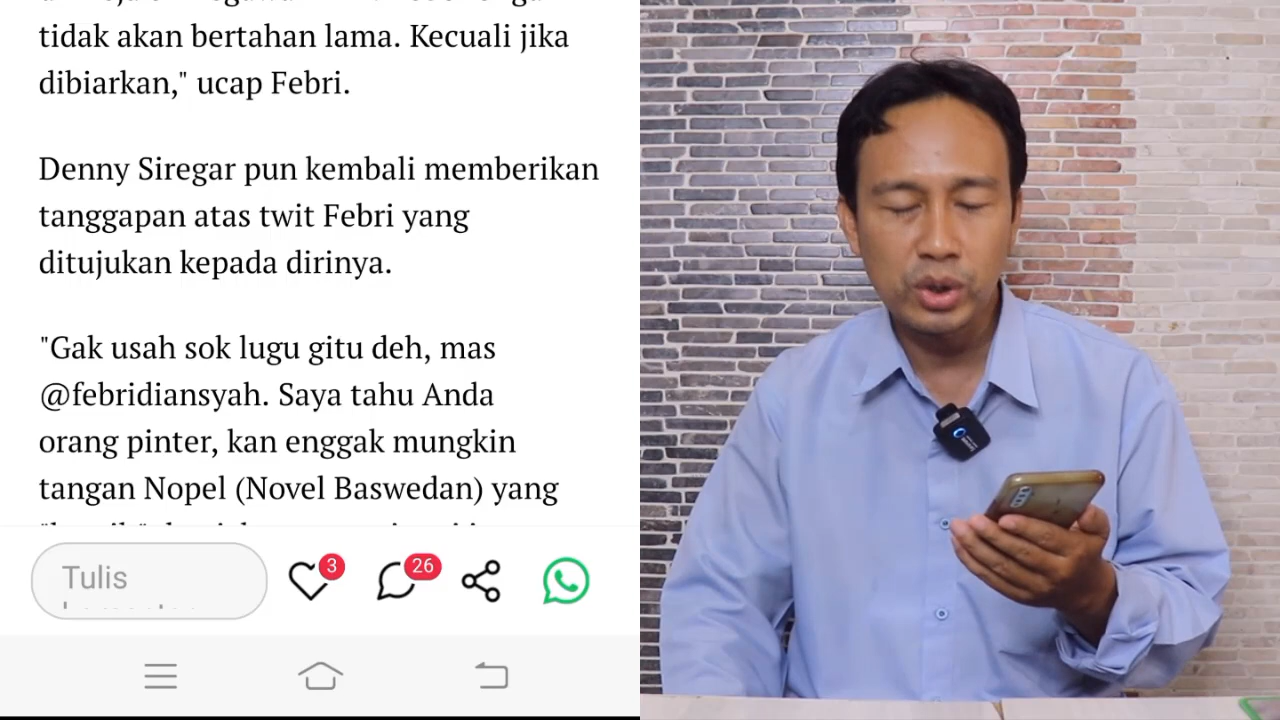 tidak akan bertahan lama. Kecuali jika
dibiarkan," ucap Febri.
Denny Siregar pun kembali memberikan
tanggapan atas twit Febri yang
ditujukan kepada dirinya.
"Gak usah sok lugu gitu deh, mas
@febridiansyah. Saya tahu Anda
orang pinter, kan enggak mungkin
tangan Nopel (Novel Baswedan) yang
Tulis
3
26